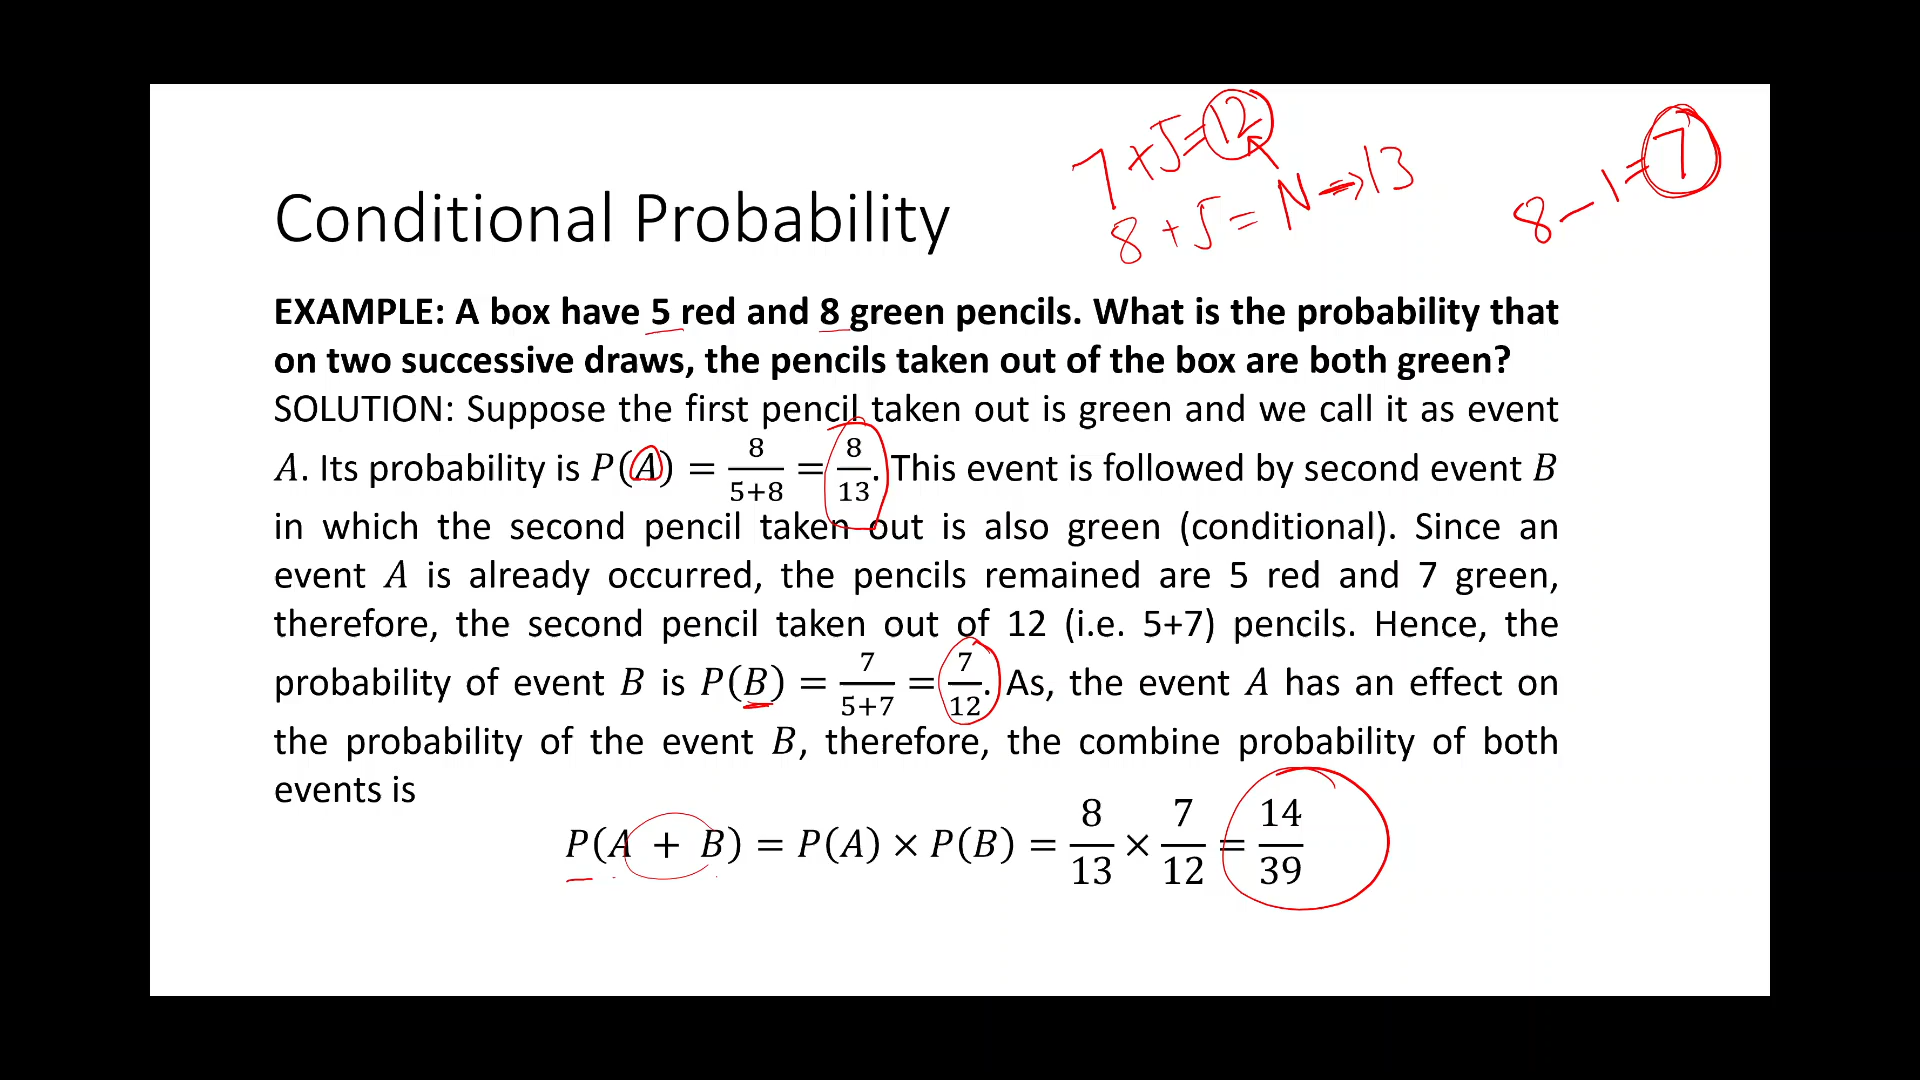 7+5=12
8+5=N→13
8-1=7
Conditional Probability
EXAMPLE: A box have 5 red and 8 green pencils. What is the probability that
on two successive draws, the pencils taken out of the box are both green?
SOLUTION: Suppose the first pencil taken out is green and we call it as event
A. Its probability is P(A) = 8/(5+8) = 8/13. This event is followed by second event B
in which the second pencil taken out is also green (conditional). Since an
event A is already occurred, the pencils remained are 5 red and 7 green,
therefore, the second pencil taken out of 12 (i.e. 5+7) pencils. Hence, the
probability of event B is P(B) = 7/(5+7) = 7/12. As, the event A has an effect on
the probability of the event B, therefore, the combine probability of both
events is
P(A + B) = P(A) × P(B) = 8/13 × 7/12 = 14/39